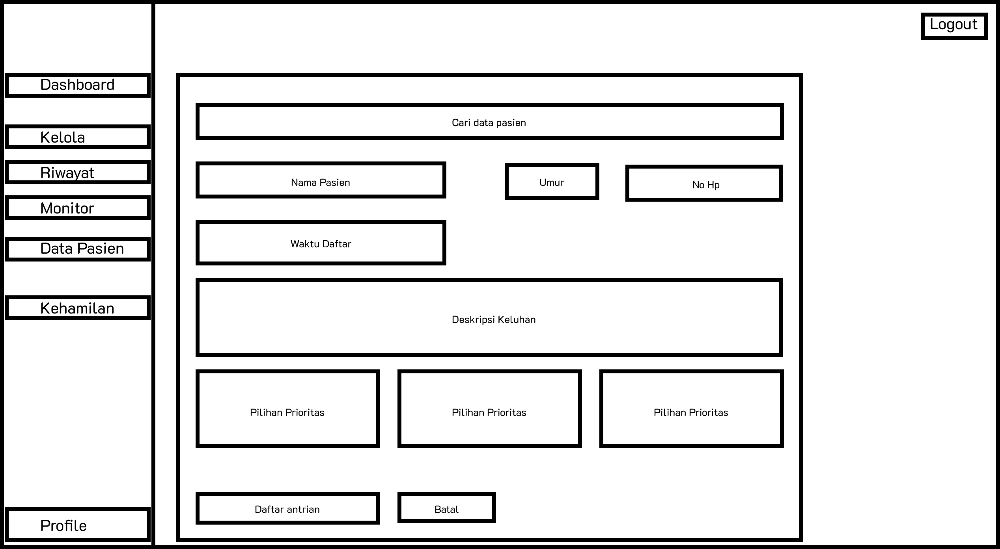 Logout
Dashboard
Kelola
Riwayat
Monitor
Data Pasien
Kehamilan
Profile
Cari data pasien
Nama Pasien
Umur
No Hp
Waktu Daftar
Deskripsi Keluhan
Pilihan Prioritas
Pilihan Prioritas
Pilihan Prioritas
Daftar antrian
Batal